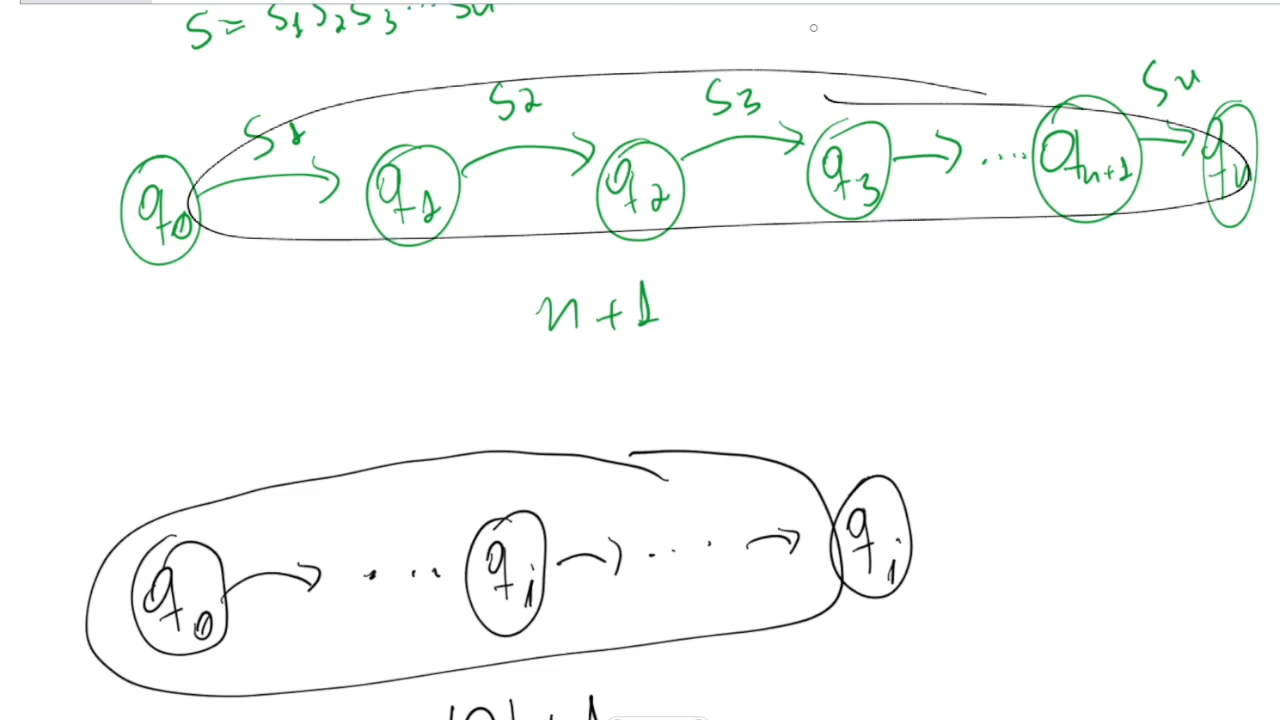 S = S1 S2 S3 ... Sn
S1 S2 S3 Sn
q0 q1 q2 q3 ..... qn+1 qn
n + 1
q0 ... qi ... qi
|Q| + 1